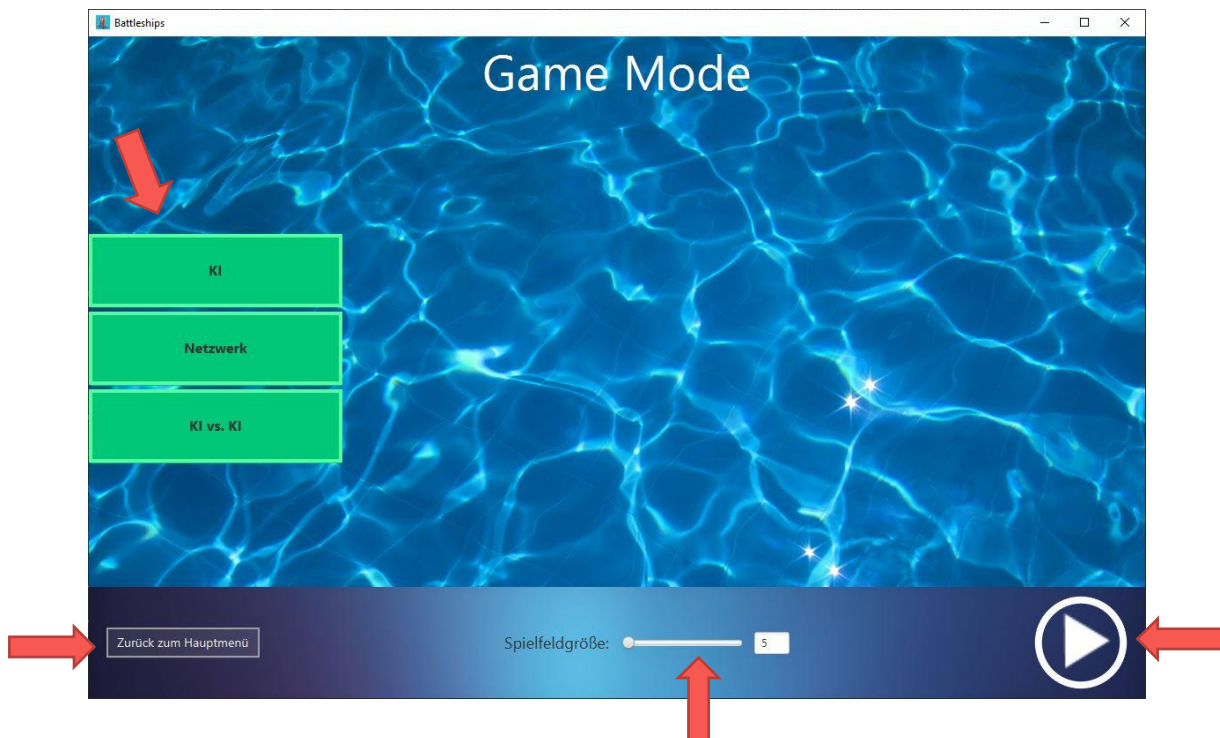 Battleships
Game Mode
KI
Netzwerk
KI vs. KI
Zurück zum Hauptmenü
Spielfeldgröße:
5